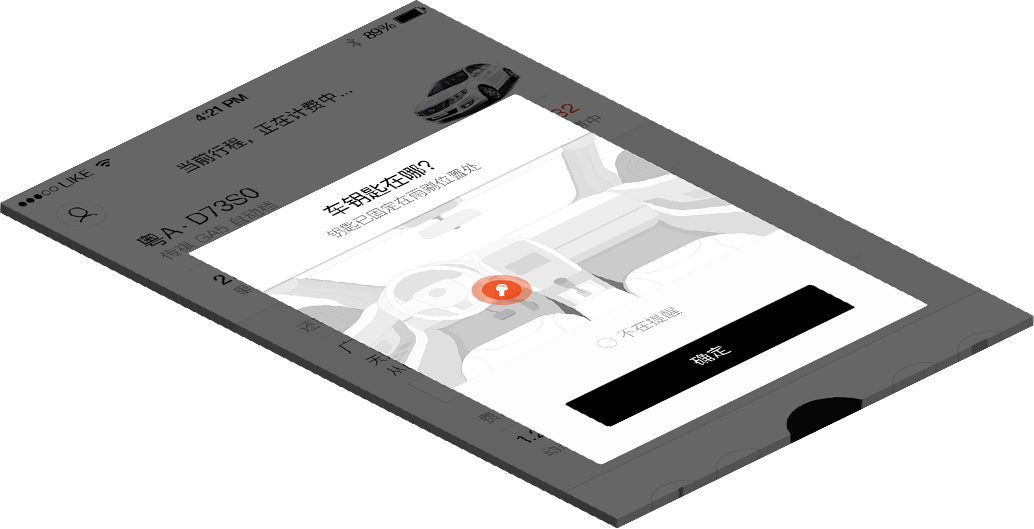 LIKE
4:21 PM
89%
当前行程，正在计费中...
粤A·D73S0
传祺 GA5 自动档
车钥匙在哪？
钥匙已固定在雨刷位置处
不在提醒
确定